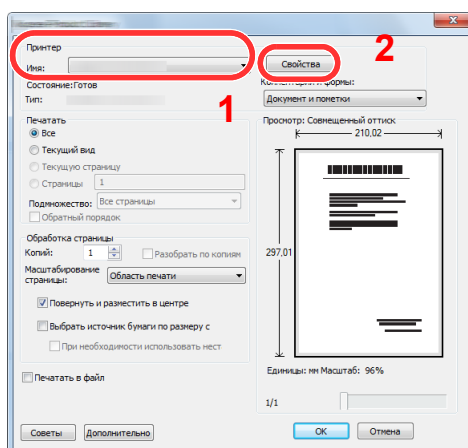 x
Принтер
Имя:
Свойства
2
Состояние:Готов
Комментарии и формы:
Тип:
1
Документ и пометки
Печатать
Все
Текущий вид
Текущую страницу
Страницы 1
Подмножество: Все страницы
Обратный порядок
Просмотр: Совмещенный оттиск
210,02
297,01
Обработка страницы
Копий: 1
Разобрать по копиям
Масштабирование
страницы: Область печати
Повернуть и разместить в центре
Выбрать источник бумаги по размеру с
При необходимости использовать нест
Единицы: мм Масштаб: 96%
Печатать в файл
1/1
Советы Дополнительно
OK Отмена